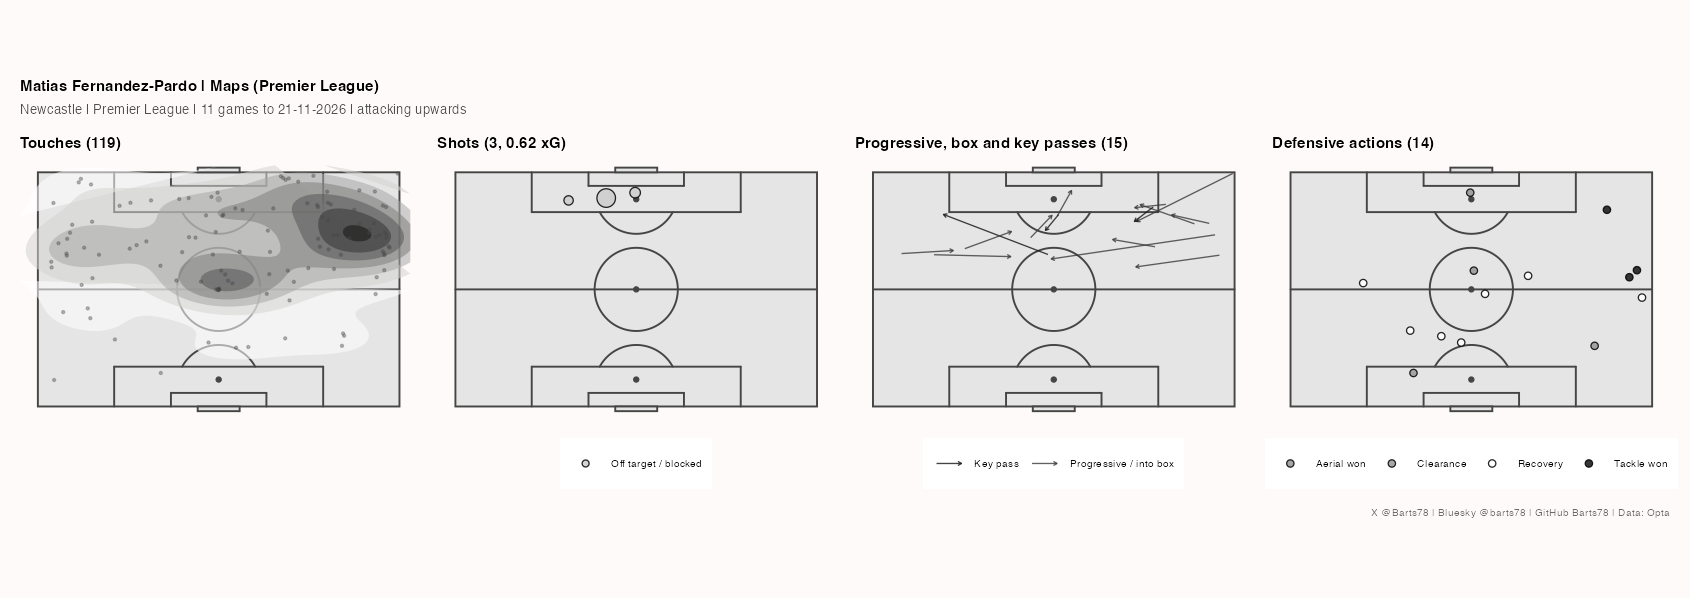 Matias Fernandez-Pardo | Maps (Premier League)
Newcastle | Premier League | 11 games to 21-11-2026 | attacking upwards
Touches (119)
Shots (3, 0.62 xG)
Progressive, box and key passes (15)
Defensive actions (14)
Off target / blocked
Key pass
Progressive / into box
Aerial won
Clearance
Recovery
Tackle won
X @Barts78 | Bluesky @barts78 | GitHub Barts78 | Data: Opta